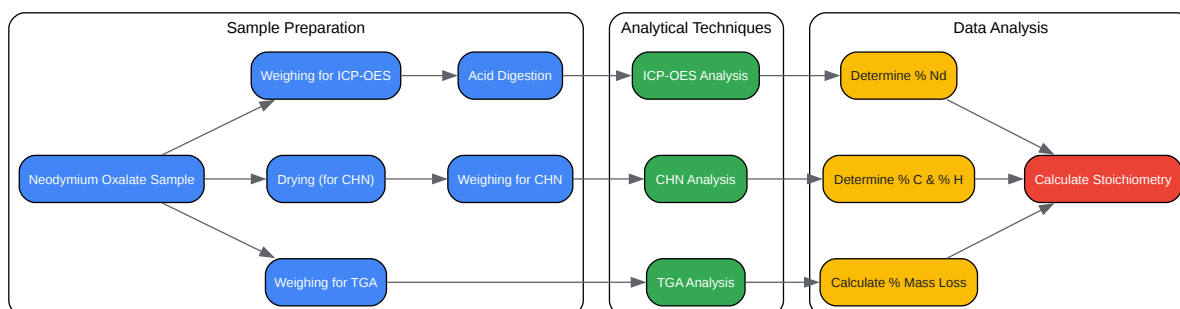 Sample Preparation
Analytical Techniques
Data Analysis
Weighing for ICP-OES
Acid Digestion
ICP-OES Analysis
Determine % Nd
Neodymium Oxalate Sample
Drying (for CHN)
Weighing for CHN
CHN Analysis
Determine % C & % H
Calculate Stoichiometry
Weighing for TGA
TGA Analysis
Calculate % Mass Loss